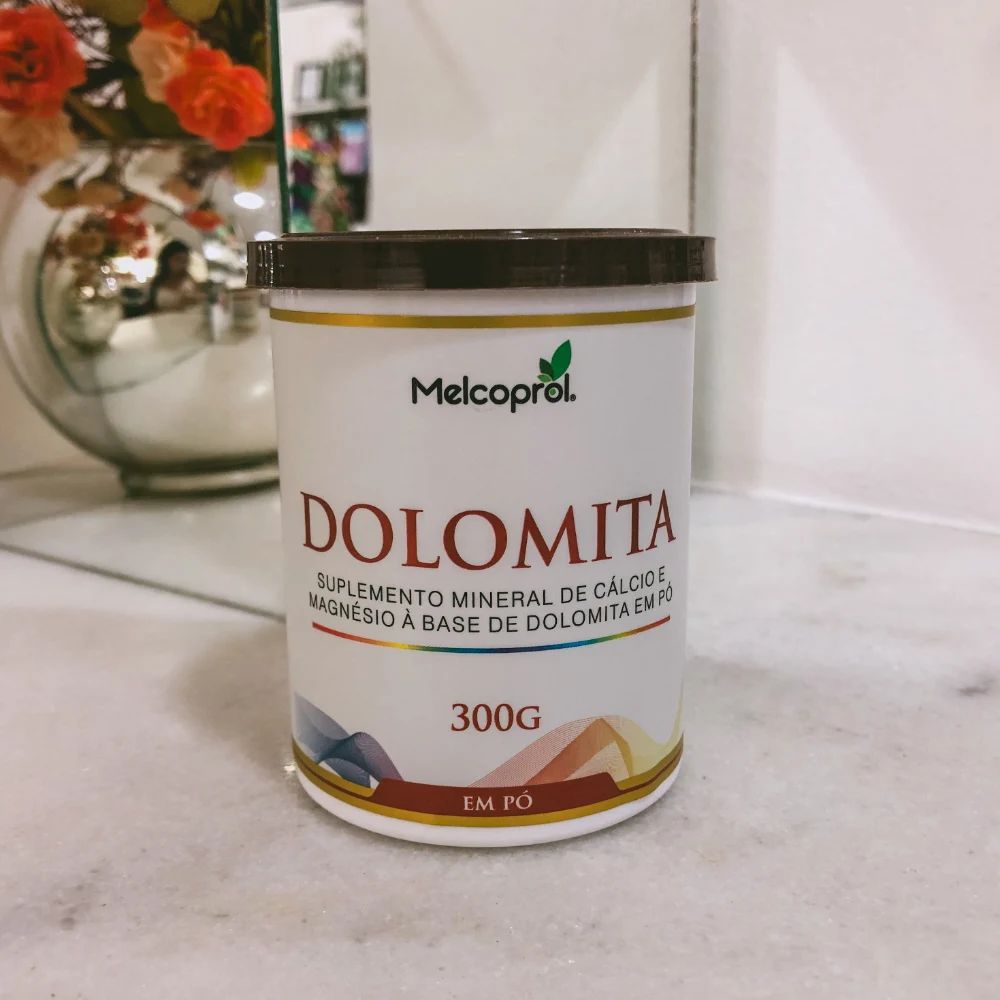 Melcoprol®
DOLOMITA
SUPLEMENTO MINERAL DE CÁLCIO E
MAGNÉSIO À BASE DE DOLOMITA EM PÓ
300G
EM PÓ